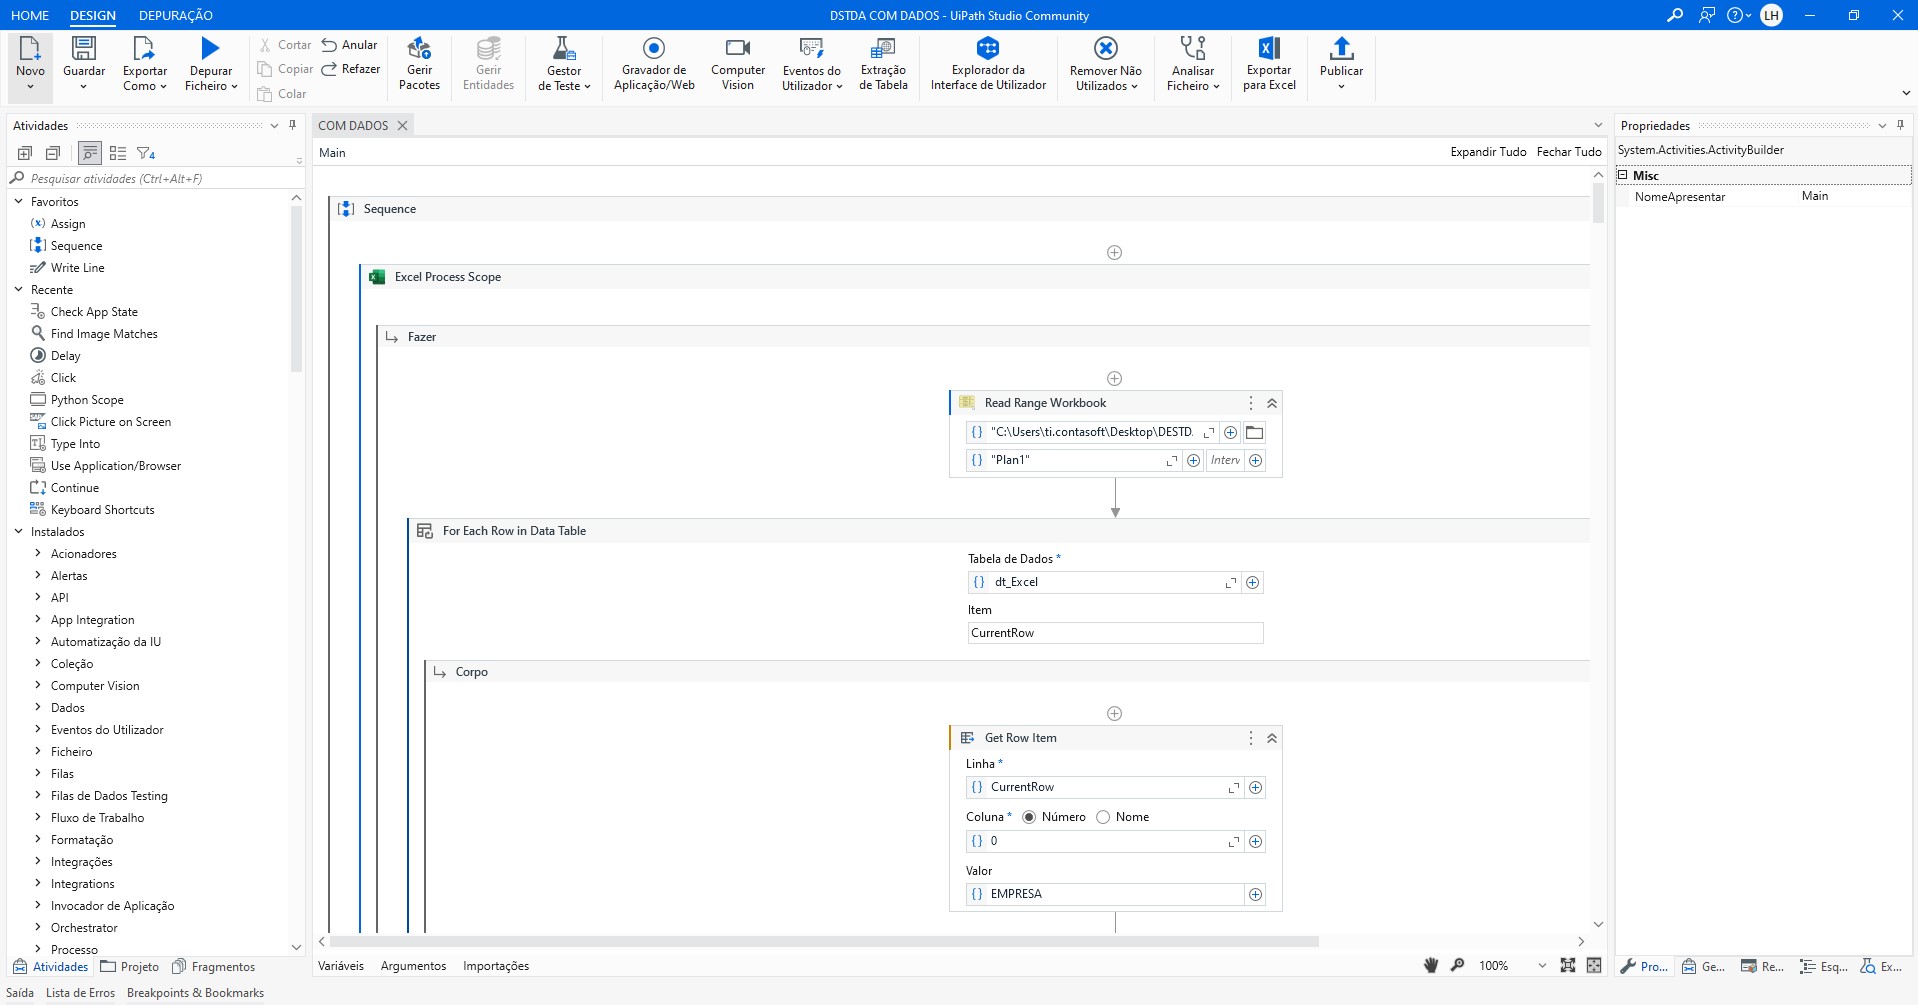 HOME DESIGN DEPURAÇÃO
DSTDA COM DADOS - UiPath Studio Community
LH
Novo
Guardar
Exportar Como
Depurar Ficheiro
Cortar
Copiar
Colar
Anular
Refazer
Gerir Pacotes
Gerir Entidades
Gestor de Teste
Gravador de Aplicação/Web
Computer Vision
Eventos do Utilizador
Extração de Tabela
Explorador da Interface de Utilizador
Remover Não Utilizados
Analisar Ficheiro
Exportar para Excel
Publicar
Atividades
4
Pesquisar atividades (Ctrl+Alt+F)
Favoritos
Assign
Sequence
Write Line
Recente
Check App State
Find Image Matches
Delay
Click
Python Scope
Click Picture on Screen
Type Into
Use Application/Browser
Continue
Keyboard Shortcuts
Instalados
Acionadores
Alertas
API
App Integration
Automatização da IU
Coleção
Computer Vision
Dados
Eventos do Utilizador
Ficheiro
Filas
Filas de Dados Testing
Fluxo de Trabalho
Formatação
Integrações
Integrations
Invocador de Aplicação
Orchestrator
Processo
Atividades Projeto Fragmentos
COM DADOS
Main
Expandir Tudo Fechar Tudo
Sequence
Excel Process Scope
Fazer
Read Range Workbook
"C:\Users\ti.contasoft\Desktop\DESTD.
"Plan1"
Interv
For Each Row in Data Table
Tabela de Dados *
dt_Excel
Item
CurrentRow
Corpo
Get Row Item
Linha *
CurrentRow
Coluna * Número Nome
0
Valor
EMPRESA
Variáveis Argumentos Importações
100%
Propriedades
System.Activities.ActivityBuilder
Misc
NomeApresentar Main
Pro... Ge... Re... Esq... Ex...
Saída Lista de Erros Breakpoints & Bookmarks